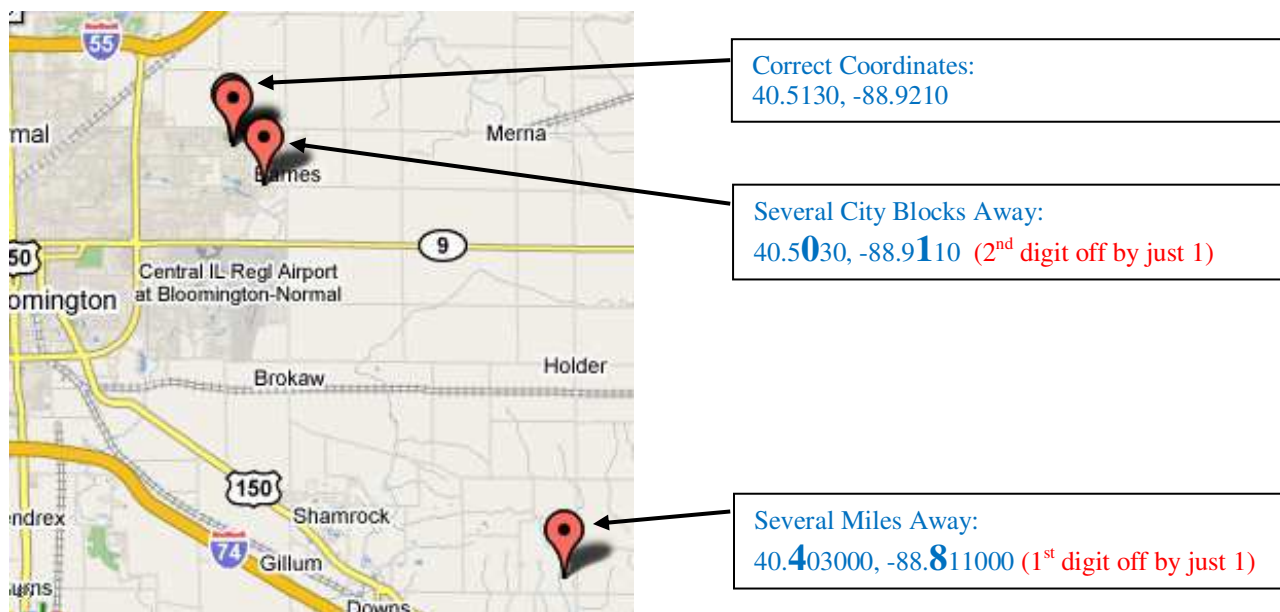 55
Correct Coordinates:
40.5130, -88.9210
mal
Merna
Barnes
Several City Blocks Away:
40.5030, -88.9110 (2nd digit off by just 1)
50
9
Central IL Regl Airport
at Bloomington-Normal
omington
Holder
Brokaw
150
Shamrock
endrex
74
Gillum
Several Miles Away:
40.403000, -88.811000 (1st digit off by just 1)
urns
Downs